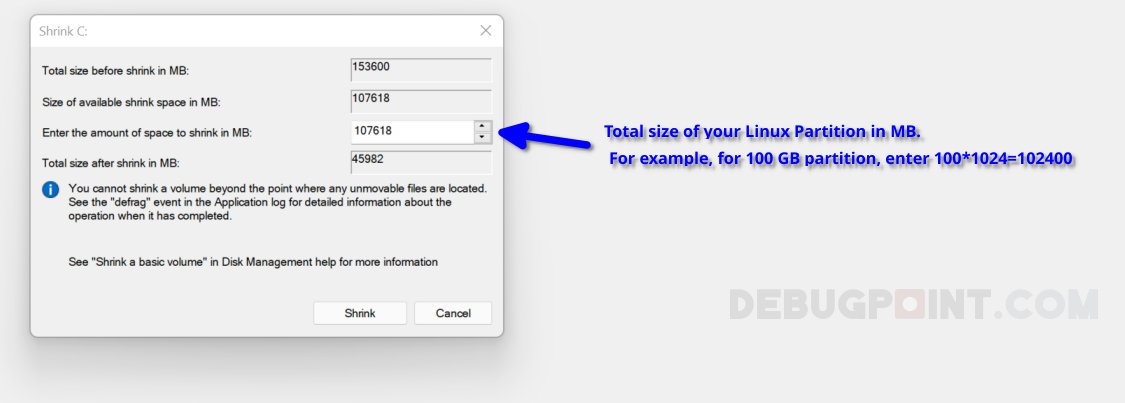 Shrink C:
Total size before shrink in MB: 153600
Size of available shrink space in MB: 107618
Enter the amount of space to shrink in MB: 107618
Total size after shrink in MB: 45982
You cannot shrink a volume beyond the point where any unmovable files are located.
See the "defrag" event in the Application log for detailed information about the
operation when it has completed.
See "Shrink a basic volume" in Disk Management help for more information
Shrink Cancel
Total size of your Linux Partition in MB.
For example, for 100 GB partition, enter 100*1024=102400
DEBUGPOINT.COM